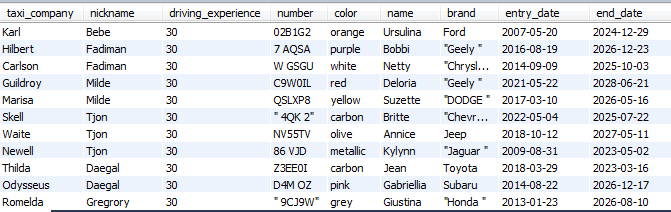 taxi_company nickname driving_experience number color name brand entry_date end_date
Karl Bebe 30 02B1G2 orange Ursulina Ford 2007-05-20 2024-12-29
Hilbert Fadiman 30 7 AQSA purple Bobbi "Geely " 2016-08-19 2026-12-23
Carlson Fadiman 30 W GSGU white Netty "Chrysl... 2014-09-09 2025-10-03
Guildroy Milde 30 C9W0IL red Deloria "Geely " 2021-05-22 2028-06-21
Marisa Milde 30 QSLXP8 yellow Suzette "DODGE " 2017-03-10 2026-05-16
Skell Tjon 30 " 4QK 2" carbon Britte "Chevr... 2022-05-04 2025-07-22
Waite Tjon 30 NV55TV olive Annice Jeep 2018-10-12 2027-05-11
Newell Tjon 30 86 VJD metallic Kylynn "Jaguar " 2009-08-31 2023-05-02
Thilda Daegal 30 Z3EE0I carbon Jean Toyota 2018-03-29 2023-03-16
Odysseus Daegal 30 D4M OZ pink Gabriellia Subaru 2014-08-22 2026-12-17
Romelda Gregrory 30 " 9CJ9W" grey Giustina "Honda " 2013-01-23 2026-08-10